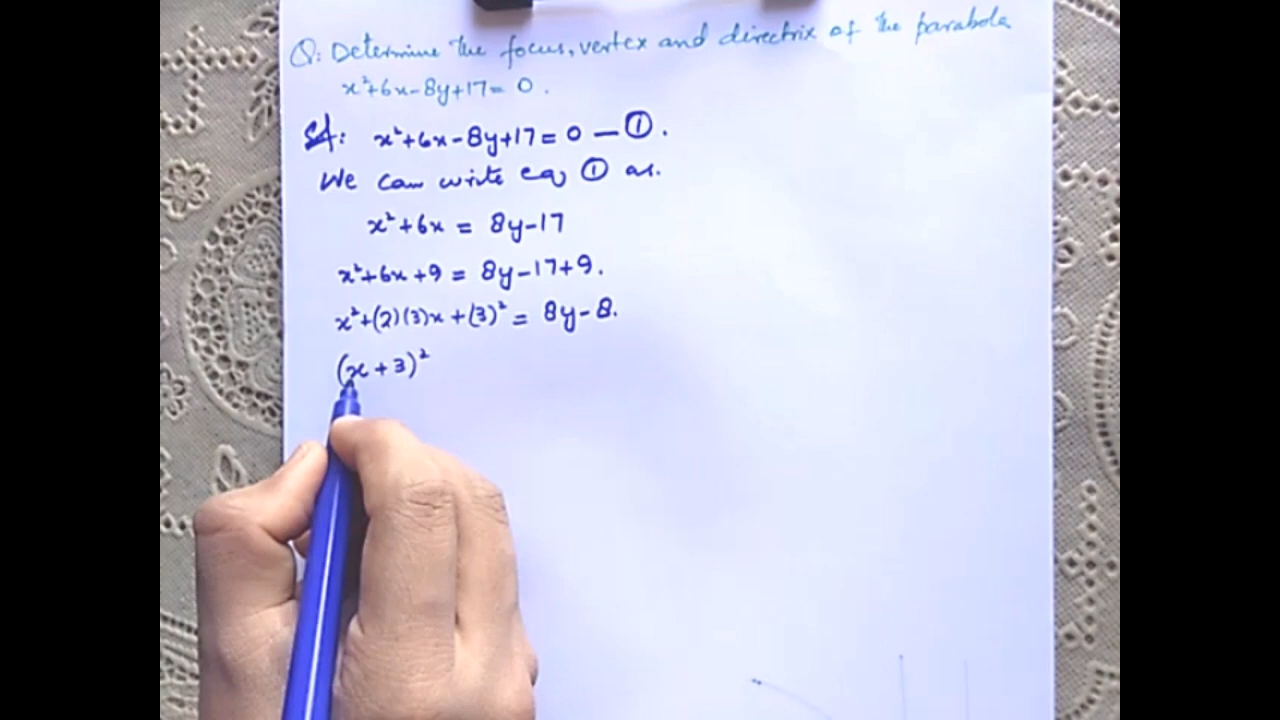 Q: Determine the focus, vertex and directrix of the parabola
x²+6x-8y+17=0.
Sol: x²+6x-8y+17=0 — ①.
We can write eq ① as.
x²+6x = 8y-17
x²+6x+9 = 8y-17+9.
x²+(2)(3)x+(3)² = 8y-8.
(x+3)²